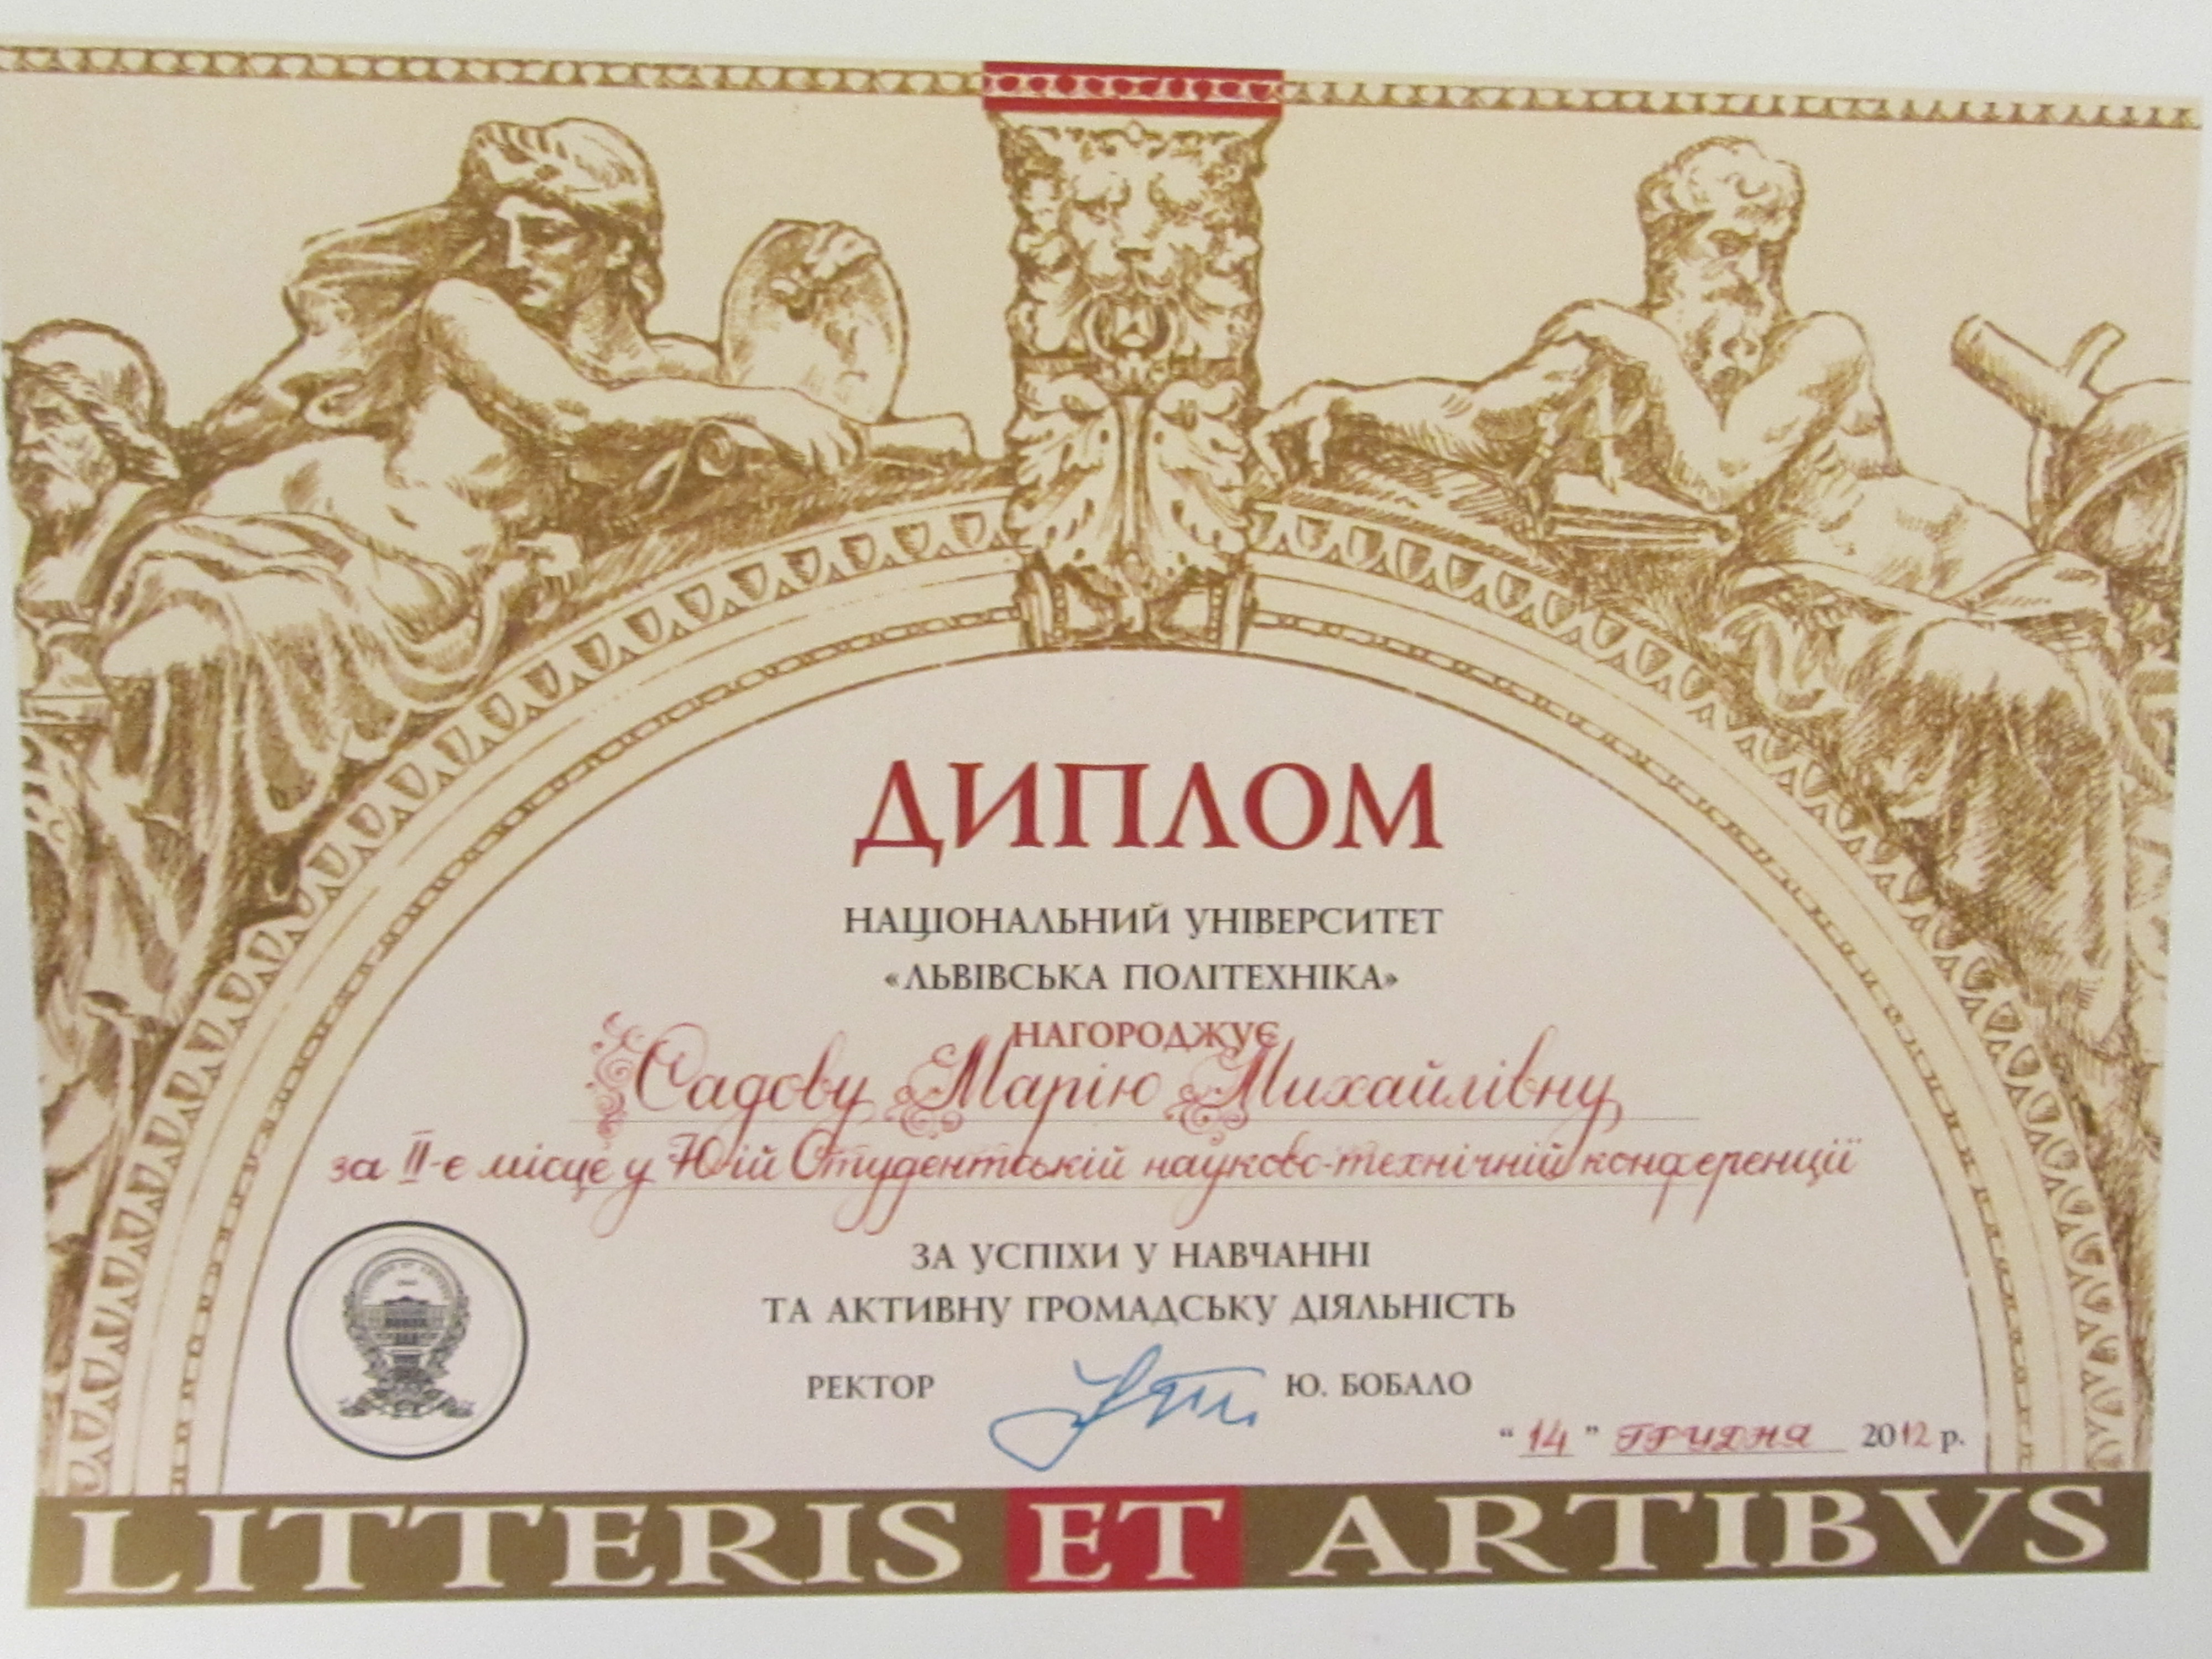 ДИПЛОМ
НАЦІОНАЛЬНИЙ УНІВЕРСИТЕТ
«ЛЬВІВСЬКА ПОЛІТЕХНІКА»
НАГОРОДЖУЄ
Садову Марію Михайлівну
за ІІ-е місце у 70-ій Студентській науково-технічній конференції
ЗА УСПІХИ У НАВЧАННІ
ТА АКТИВНУ ГРОМАДСЬКУ ДІЯЛЬНІСТЬ
РЕКТОР Ю. БОБАЛО
“ 14 ” грудня 2012 р.
LITTERIS ET ARTIBVS